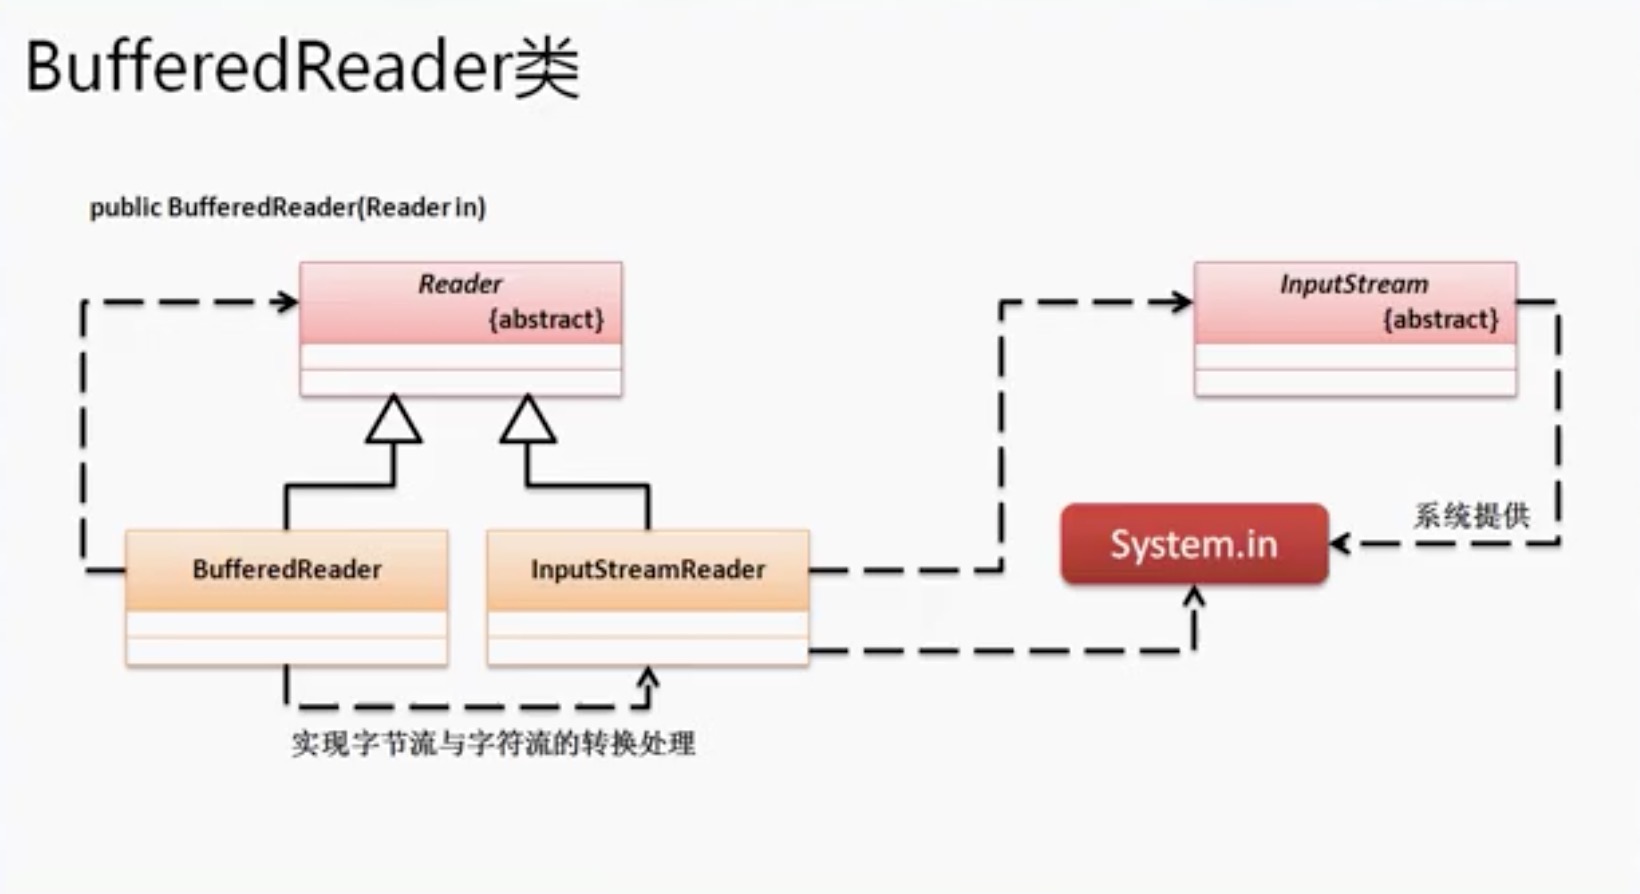 BufferedReader类
public BufferedReader(Reader in)
Reader
{abstract}
InputStream
{abstract}
系统提供
System.in
BufferedReader
InputStreamReader
实现字节流与字符流的转换处理